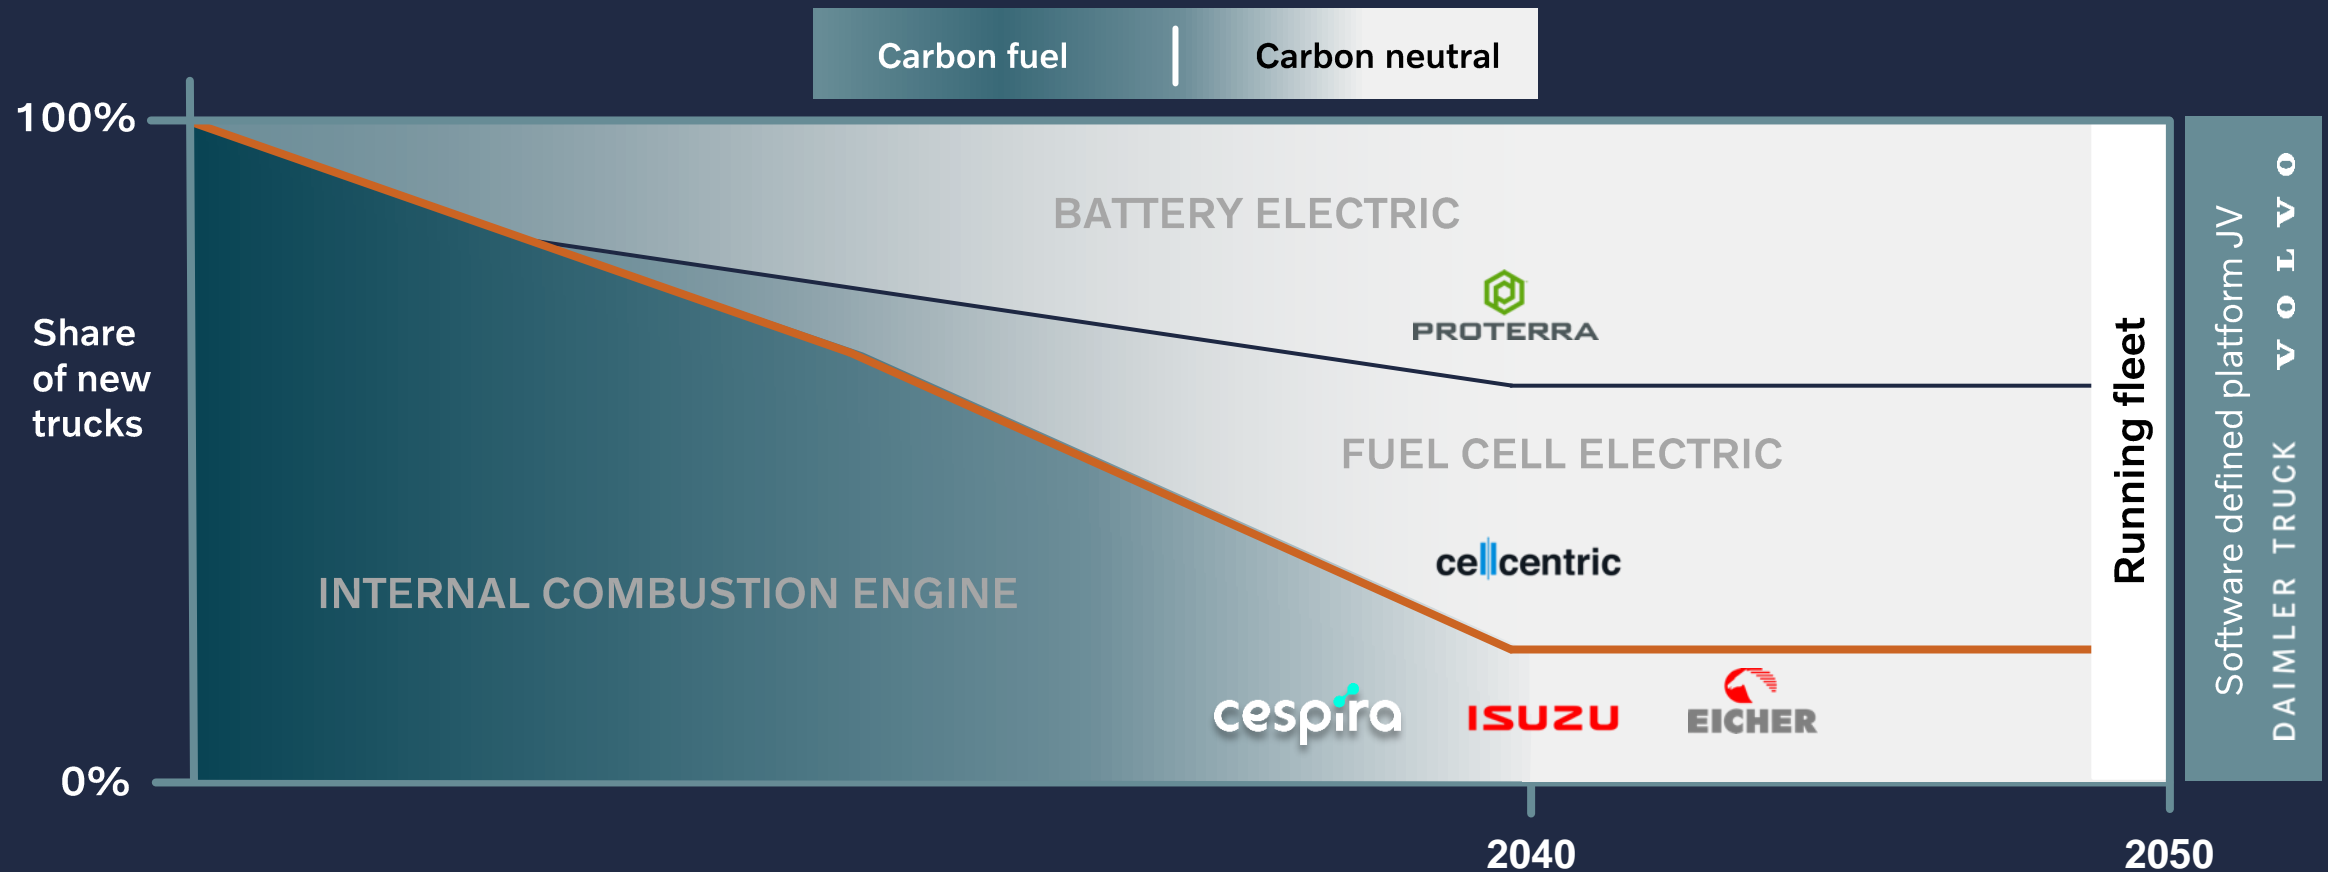 Carbon fuel
Carbon neutral
100%
Share
of new
trucks
0%
BATTERY ELECTRIC
PROTERRA
FUEL CELL ELECTRIC
cellcentric
INTERNAL COMBUSTION ENGINE
cespira
ISUZU
EICHER
Running fleet
Software defined platform JV
DAIMLER TRUCK VOLVO
2040
2050